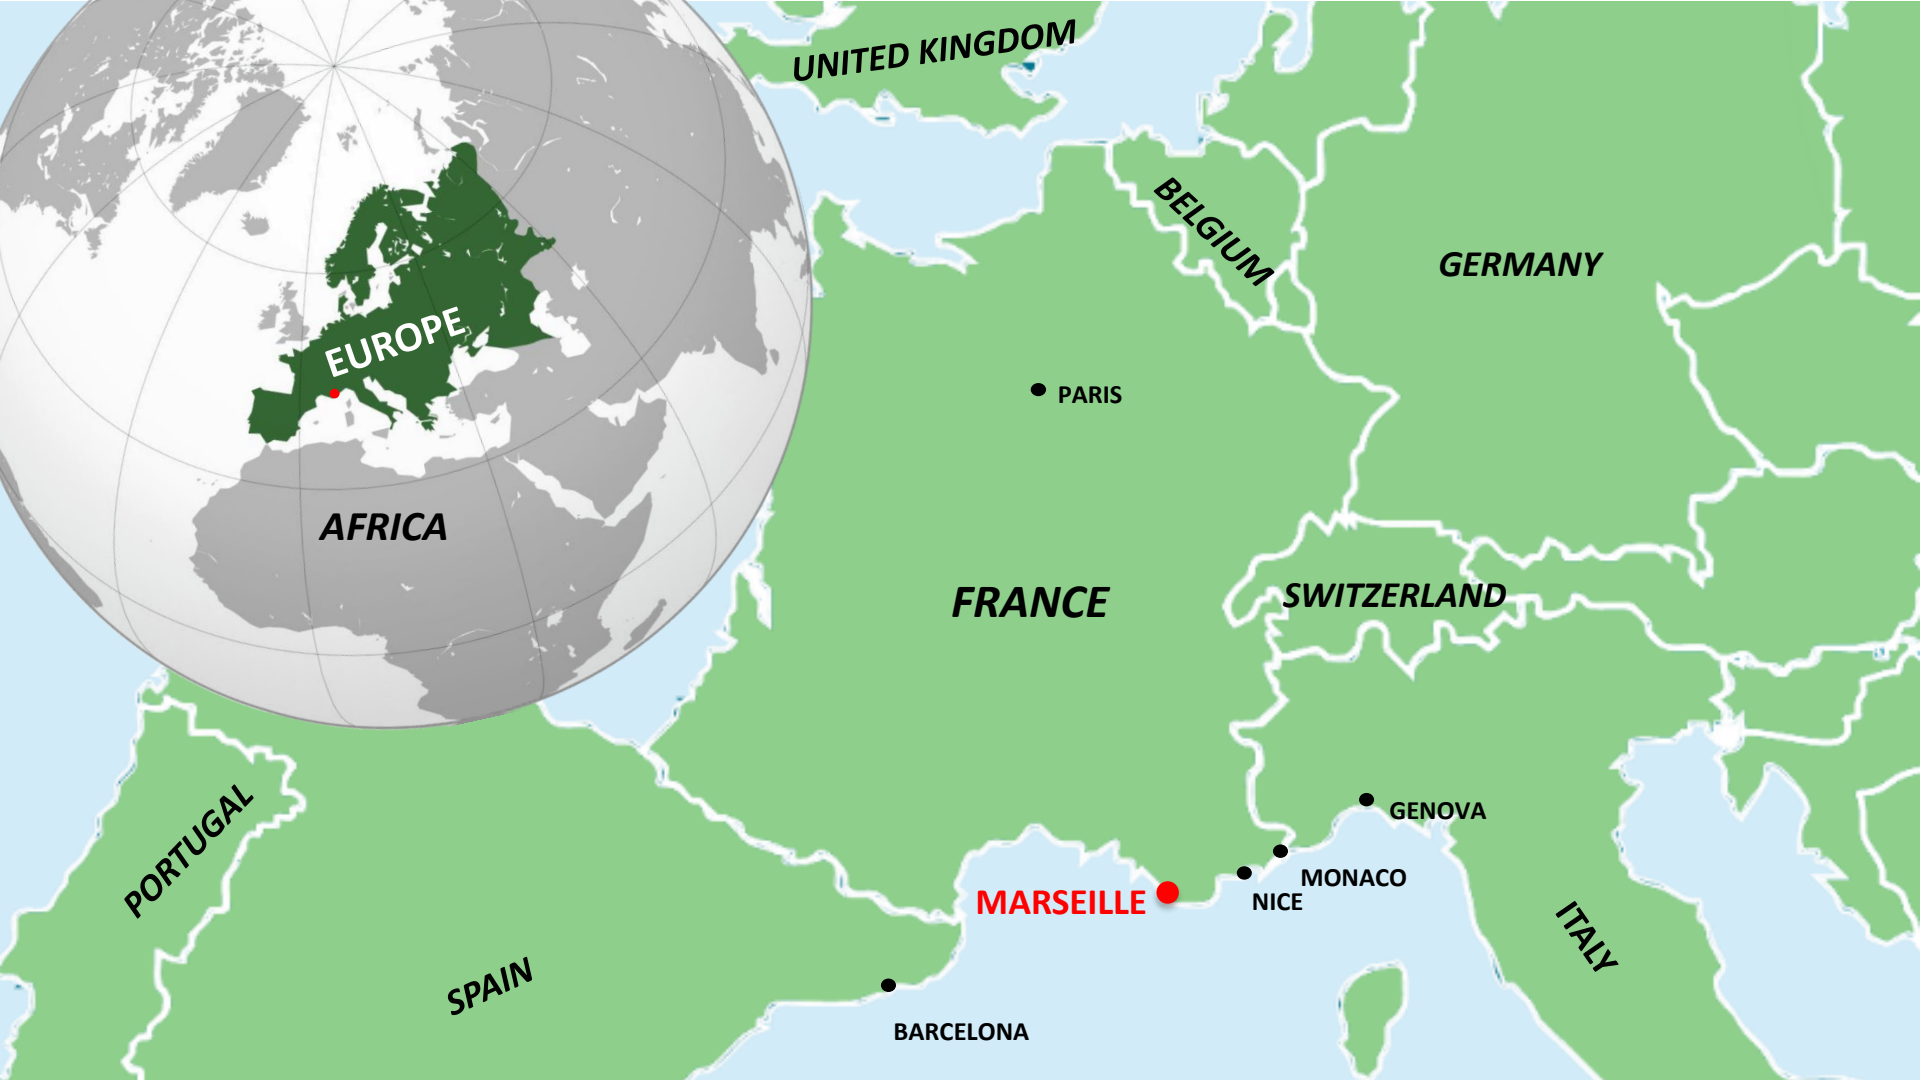 UNITED KINGDOM
BELGIUM
GERMANY
EUROPE
PARIS
AFRICA
FRANCE
SWITZERLAND
PORTUGAL
GENOVA
MONACO
MARSEILLE
NICE
ITALY
SPAIN
BARCELONA